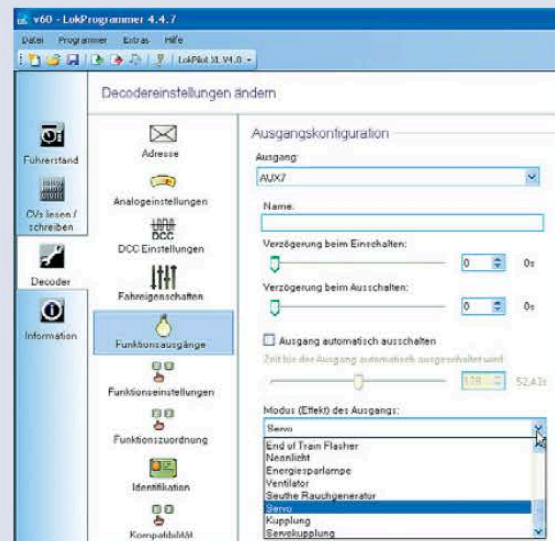 v60 - LokProgrammer 4.4.7
Datei Programmer Extras Hilfe
LokPilot XL V4.0
Decodereinstellungen ändern
Führerstand
CVs lesen / schreiben
Decoder
Information
Adresse
Analogeinstellungen
DCC
DCC Einstellungen
Fahreigenschaften
Funktionsausgänge
Funktionseinstellungen
Funktionszuordnung
Identifikation
Kompatibilität
Ausgangskonfiguration
Ausgang:
AUX7
Name:
Verzögerung beim Einschalten:
0 0s
Verzögerung beim Ausschalten:
0 0s
Ausgang automatisch ausschalten
Zeit bis der Ausgang automatisch ausgeschaltet wird
128 52,43s
Modus (Effekt) des Ausgangs:
Servo
End of Train Flasher
Neonlicht
Energiesparlampe
Ventilator
Seuthe Rauchgenerator
Servo
Kupplung
Servokupplung